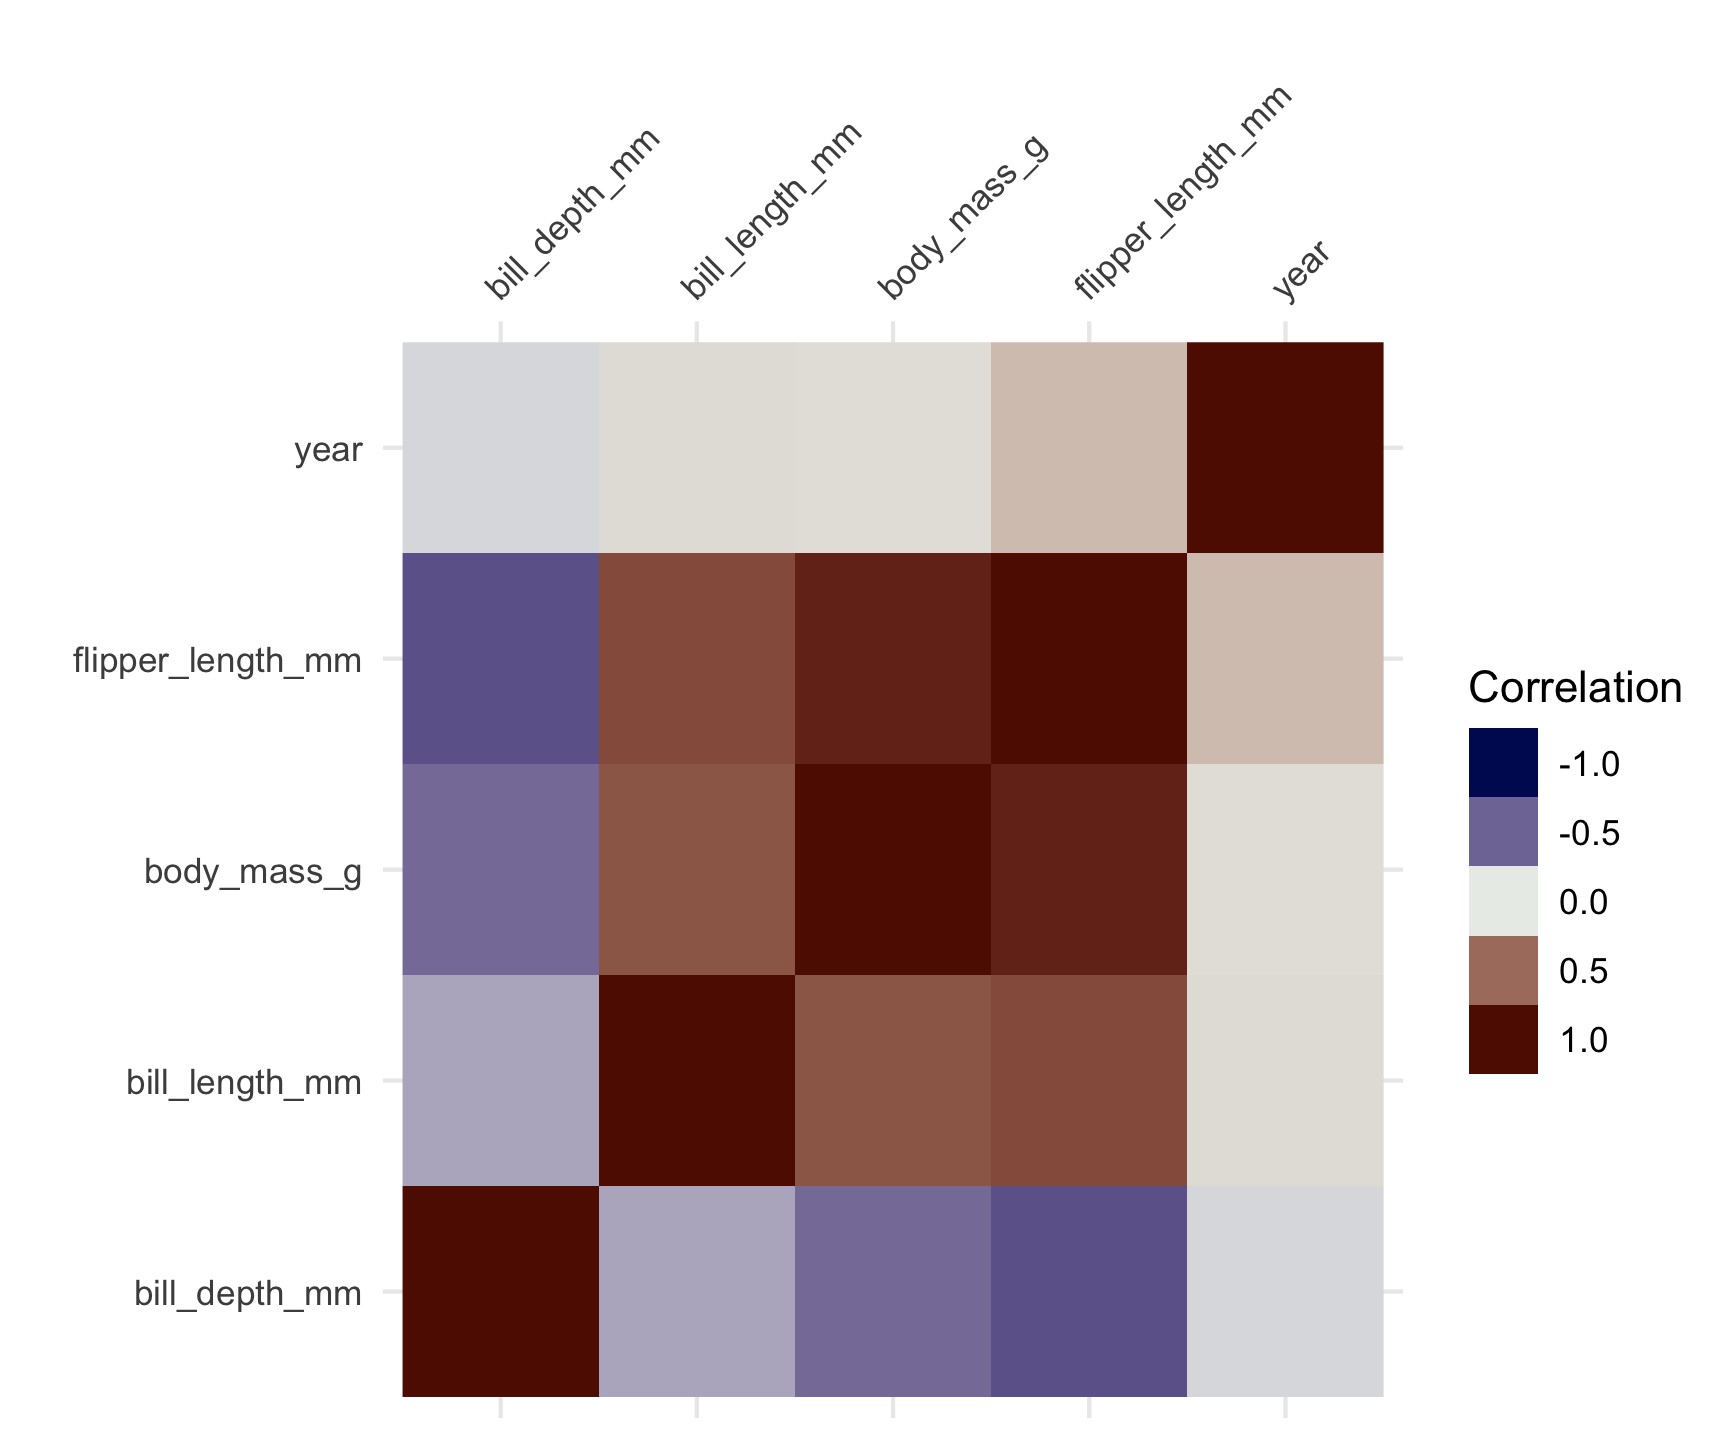 bill_depth_mm
bill_length_mm
body_mass_g
flipper_length_mm
year
year
flipper_length_mm
body_mass_g
bill_length_mm
bill_depth_mm
Correlation
-1.0
-0.5
0.0
0.5
1.0